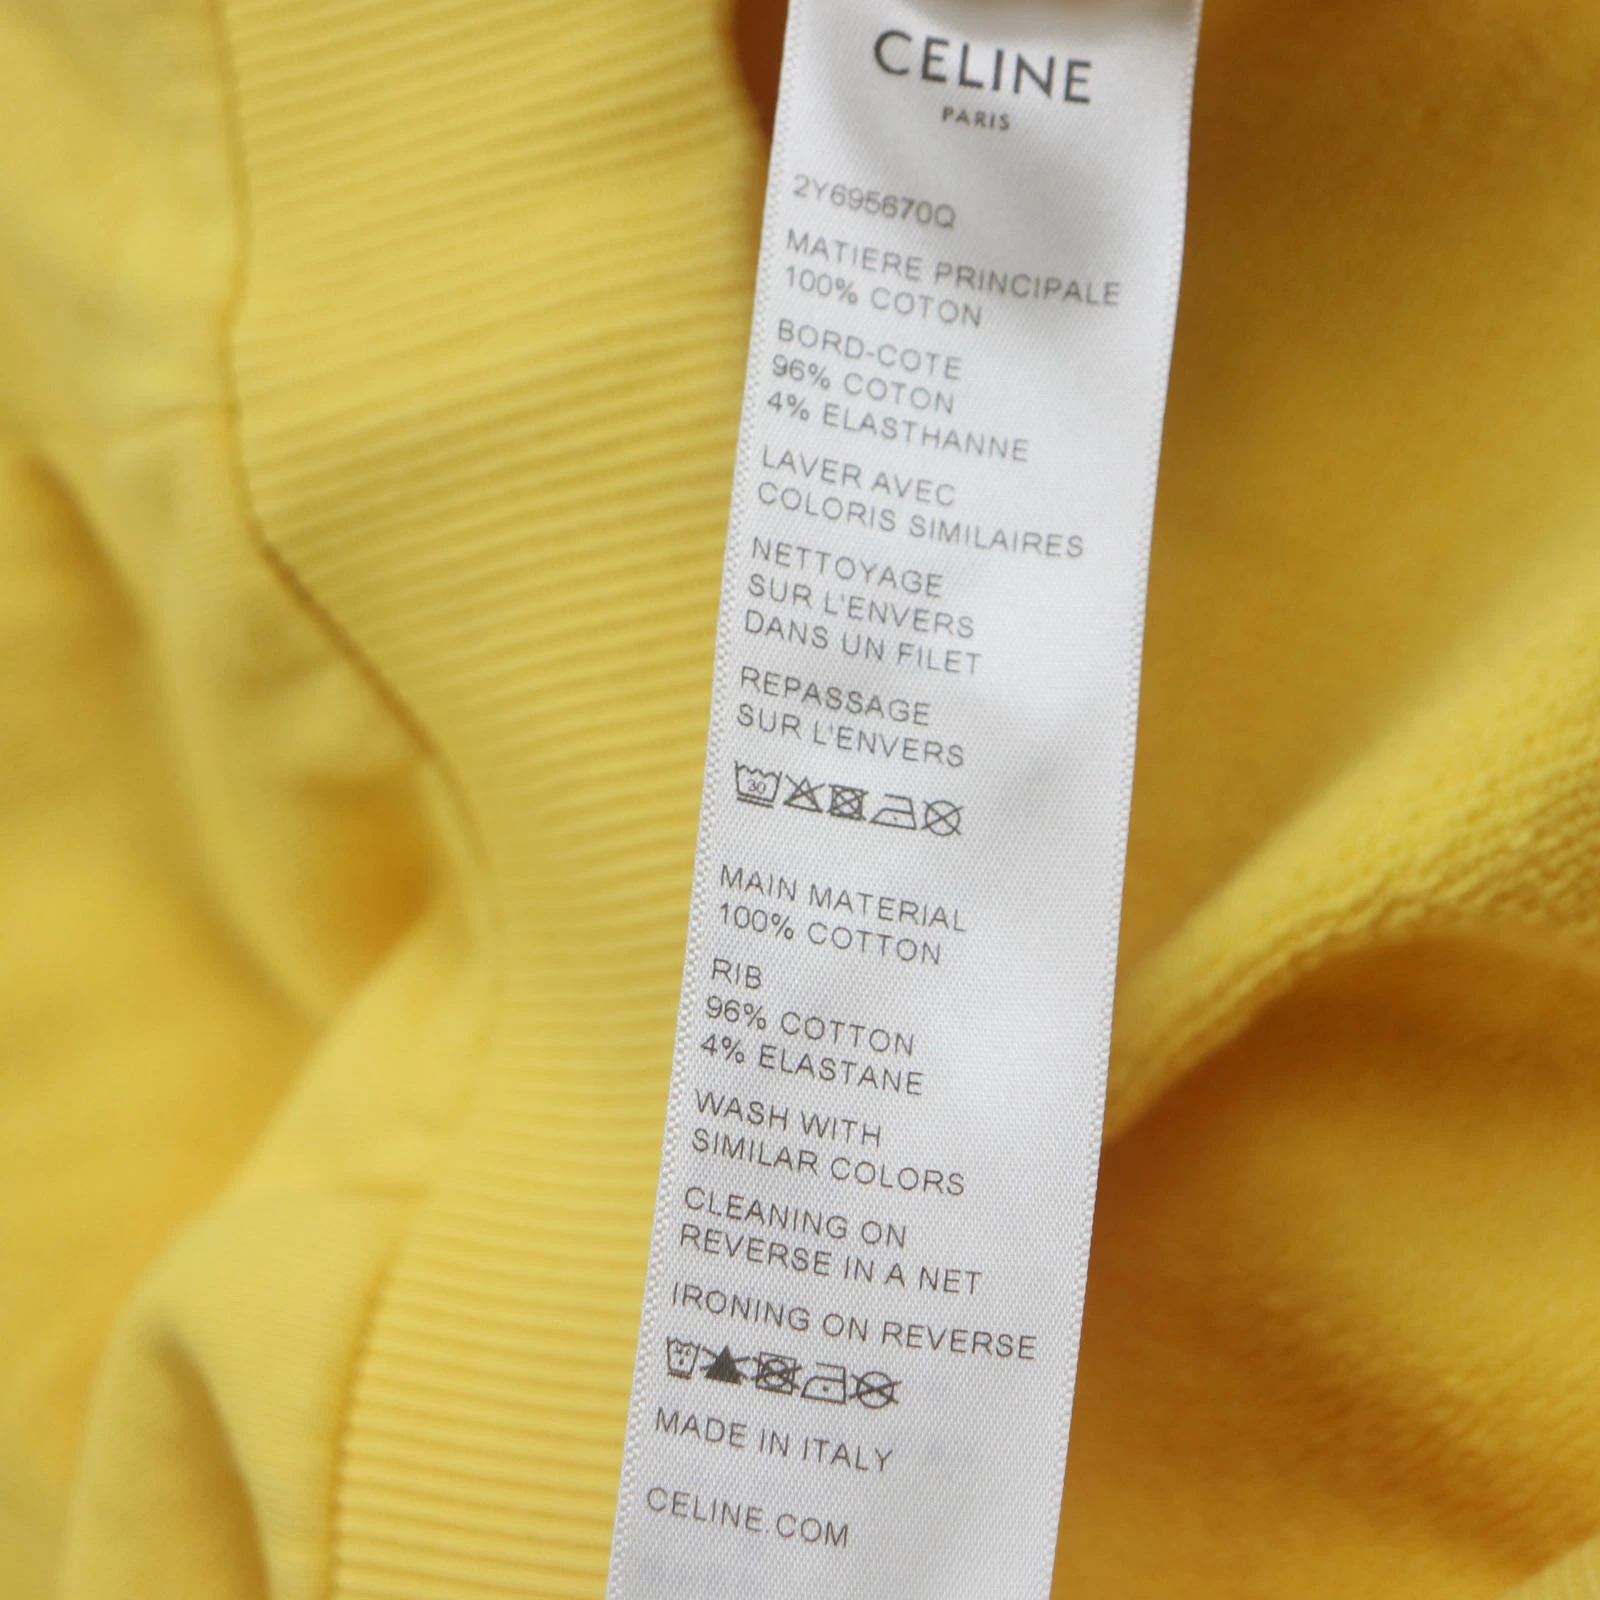 CELINE
PARIS
2Y695670Q
MATIERE PRINCIPALE
100% COTON
BORD-COTE
96% COTON
4% ELASTHANNE
LAVER AVEC
COLORIS SIMILAIRES
NETTOYAGE
SUR L'ENVERS
DANS UN FILET
REPASSAGE
SUR L'ENVERS
30
MAIN MATERIAL
100% COTTON
RIB
96% COTTON
4% ELASTANE
WASH WITH
SIMILAR COLORS
CLEANING ON
REVERSE IN A NET
IRONING ON REVERSE
MADE IN ITALY
CELINE.COM